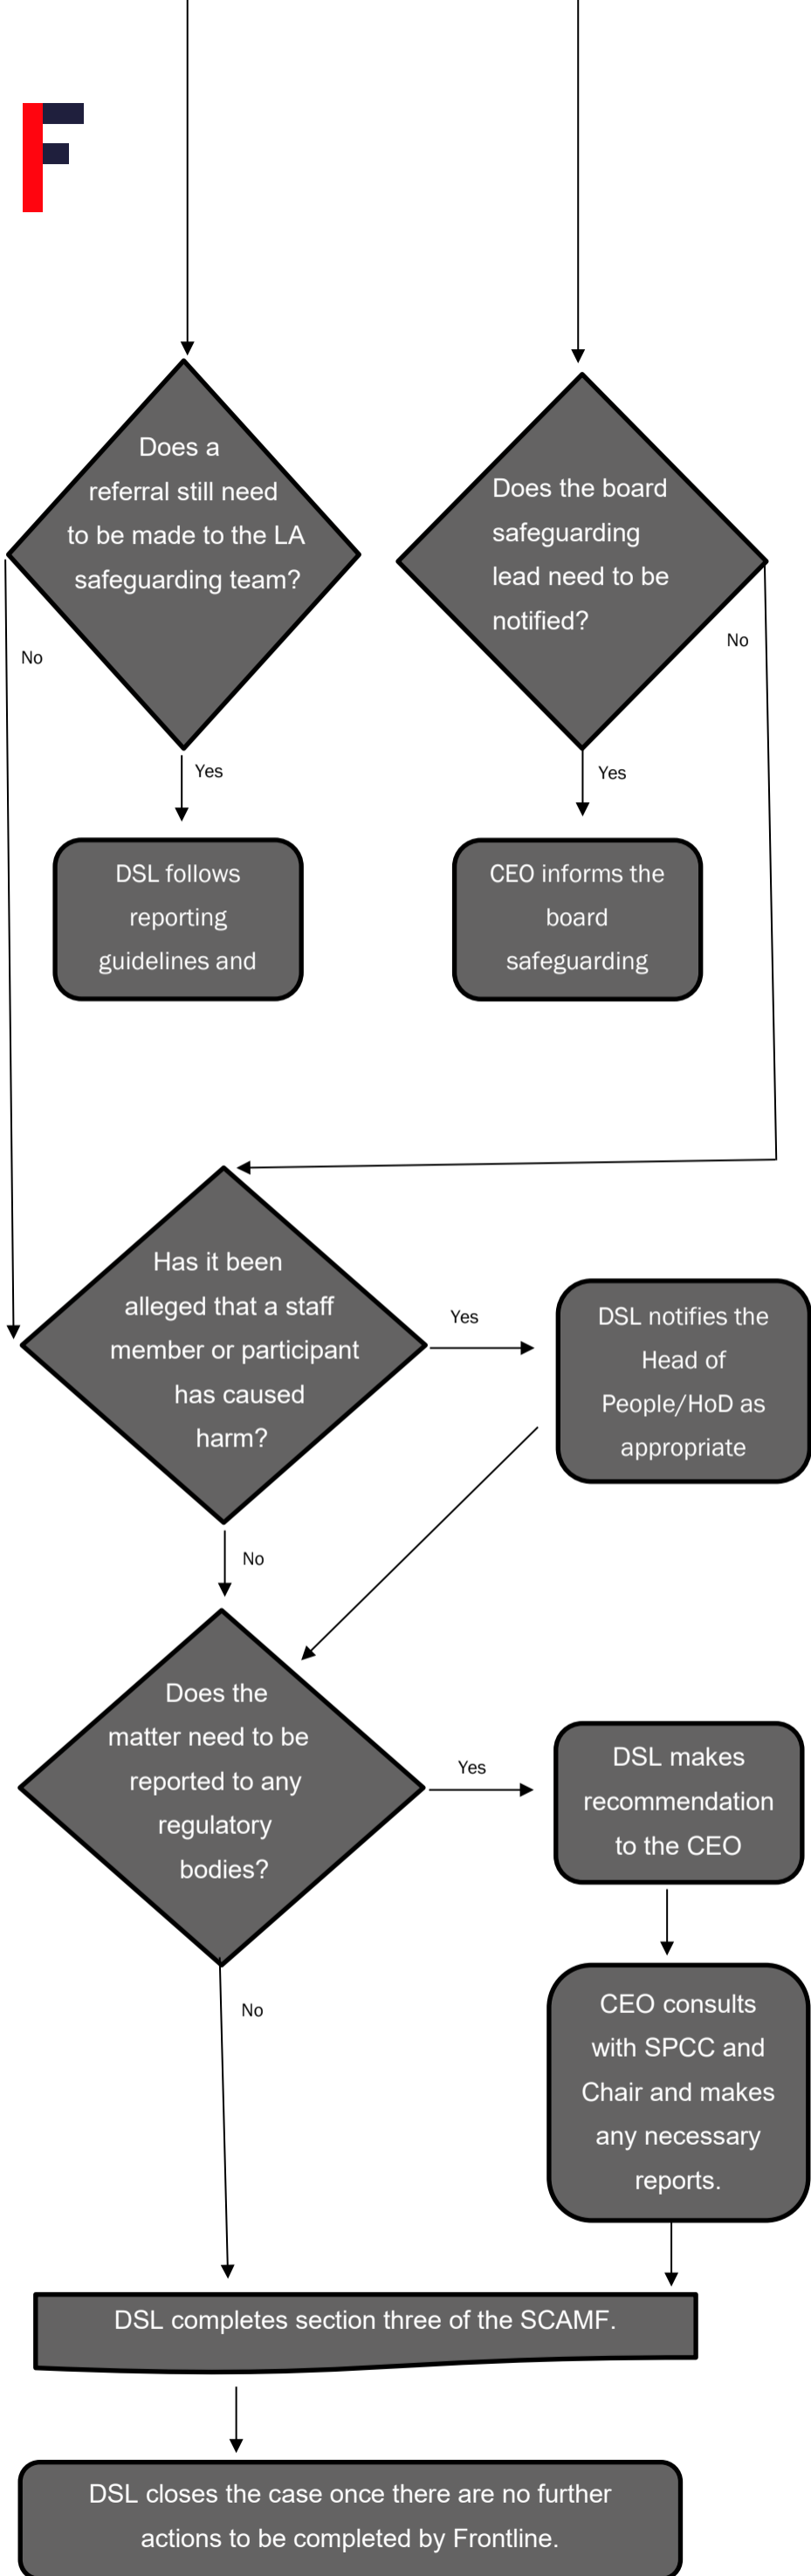 Does a
referral still need
to be made to the LA
safeguarding team?
Does the board
safeguarding
lead need to be
notified?
No
No
Yes
Yes
DSL follows
reporting
guidelines and
CEO informs the
board
safeguarding
Has it been
alleged that a staff
member or participant
has caused
harm?
Yes
DSL notifies the
Head of
People/HoD as
appropriate
No
Does the
matter need to be
reported to any
regulatory
bodies?
Yes
DSL makes
recommendation
to the CEO
No
CEO consults
with SPCC and
Chair and makes
any necessary
reports.
DSL completes section three of the SCAMF.
DSL closes the case once there are no further
actions to be completed by Frontline.